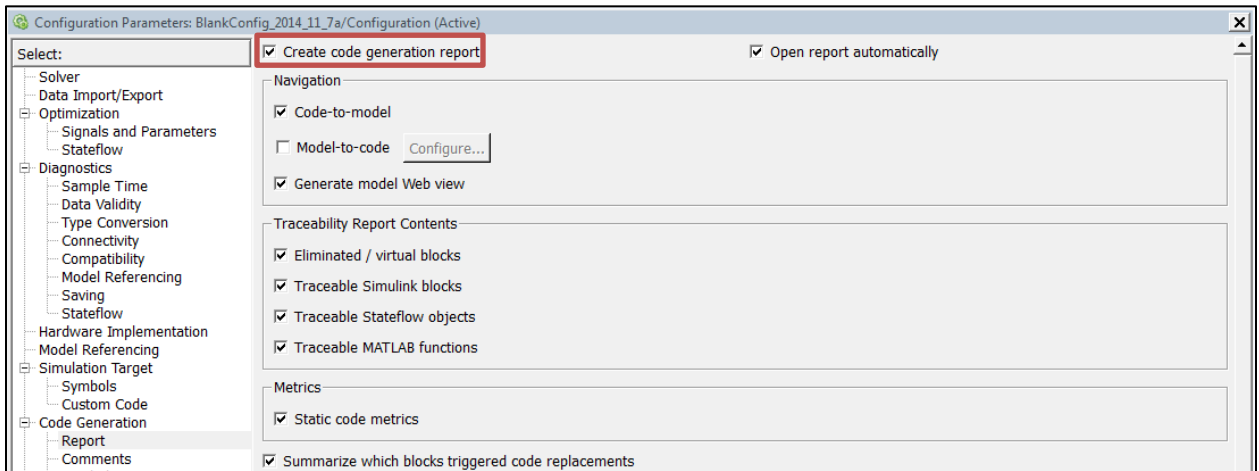 Configuration Parameters: BlankConfig_2014_11_7a/Configuration (Active)
Select:
Solver
Data Import/Export
Optimization
Signals and Parameters
Stateflow
Diagnostics
Sample Time
Data Validity
Type Conversion
Connectivity
Compatibility
Model Referencing
Saving
Stateflow
Hardware Implementation
Model Referencing
Simulation Target
Symbols
Custom Code
Code Generation
Report
Comments
Create code generation report
Open report automatically
Navigation
Code-to-model
Model-to-code Configure...
Generate model Web view
Traceability Report Contents
Eliminated / virtual blocks
Traceable Simulink blocks
Traceable Stateflow objects
Traceable MATLAB functions
Metrics
Static code metrics
Summarize which blocks triggered code replacements